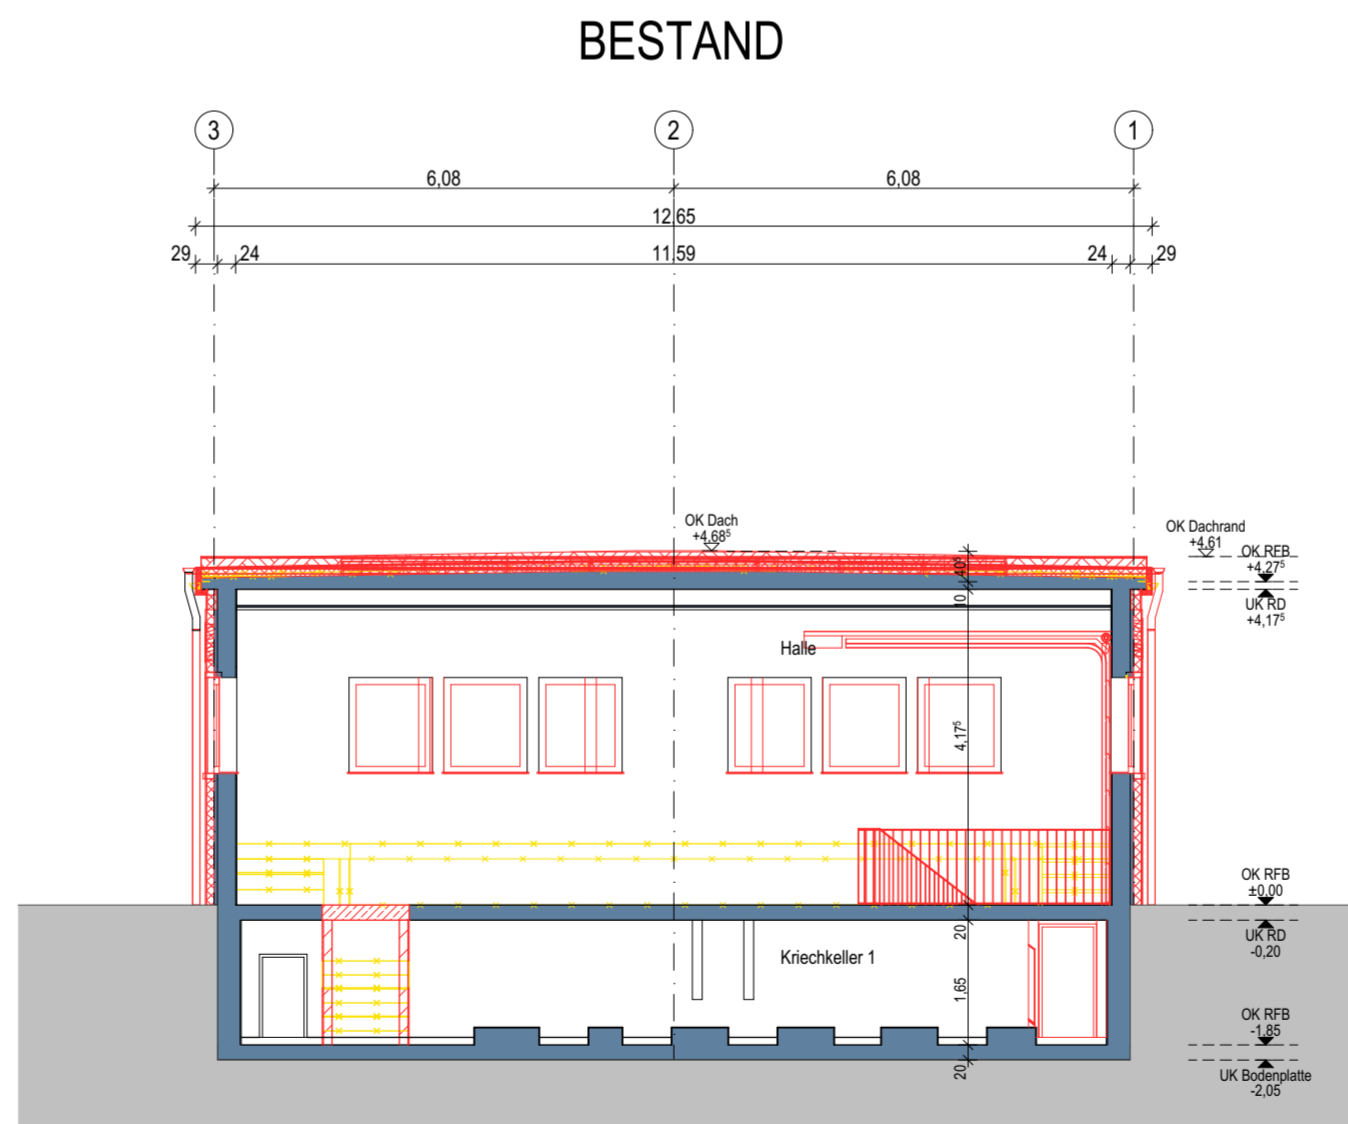 BESTAND
3
2
1
6,08
6,08
12,65
29
24
11,59
24
29
OK Dach
+4.68⁵
OK Dachrand
+4.61
OK RFB
+4.27⁵
UK RD
+4,17⁵
40⁵
10
Halle
4,17⁵
OK RFB
±0.00
UK RD
-0,20
20
Kriechkeller 1
1,65
OK RFB
-1,85
UK Bodenplatte
-2,05
20